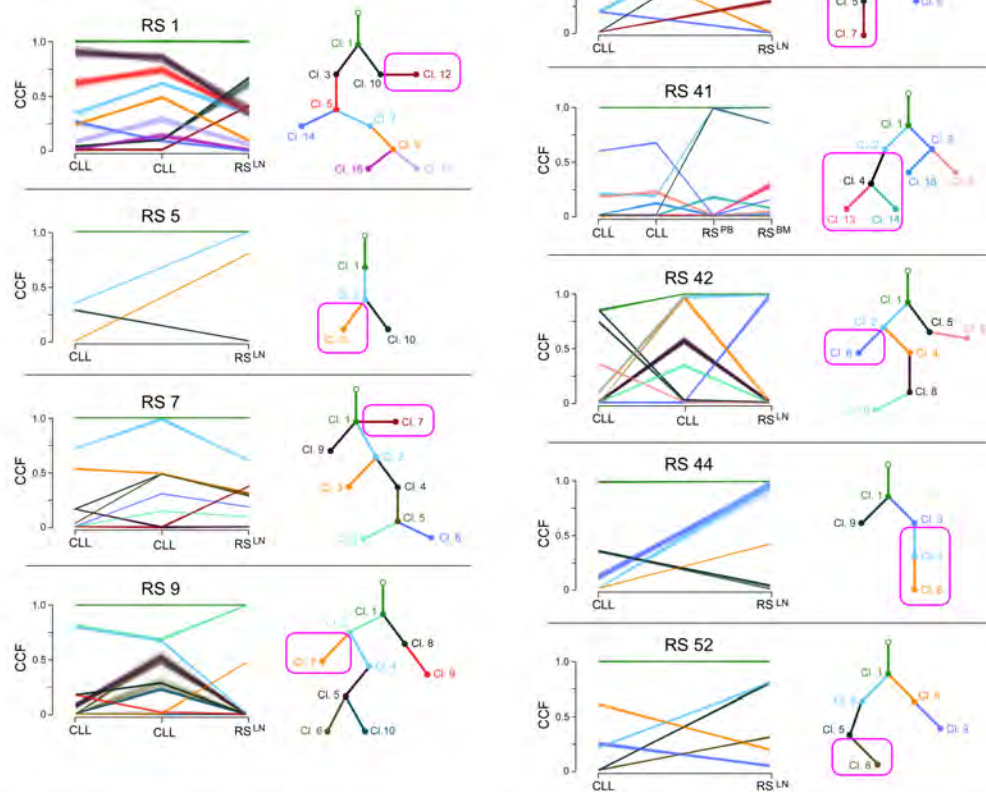 RS 1
1.0
0.5
0
CCF
CLL
CLL
RS LN
Cl. 1
Cl. 3
Cl. 10
Cl. 12
Cl. 5
Cl. 14
Cl. 7
Cl. 16
RS 5
1.0
0.5
0
CCF
CLL
RS LN
Cl. 1
Cl. 10
RS 7
1.0
0.5
0
CCF
CLL
CLL
RS LN
Cl. 1
Cl. 7
Cl. 9
Cl. 2
Cl. 3
Cl. 4
Cl. 5
Cl. 6
RS 9
1.0
0.5
0
CCF
CLL
CLL
RS LN
Cl. 1
Cl. 8
Cl. 7
Cl. 4
Cl. 9
Cl. 5
Cl. 6
Cl.10
0
CLL
RS LN
Cl. 5
Cl. 6
Cl. 7
RS 41
1.0
0.5
0
CCF
CLL
CLL
RS PB
RS BM
Cl. 1
Cl. 4
Cl. 13
Cl. 14
RS 42
1.0
0.5
0
CCF
CLL
CLL
RS LN
Cl. 1
Cl. 2
Cl. 5
Cl. 6
Cl. 4
Cl. 8
RS 44
1.0
0.5
0
CCF
CLL
RS LN
Cl. 1
Cl. 9
Cl. 3
Cl. 6
RS 52
1.0
0.5
0
CCF
CLL
RS LN
Cl. 1
Cl. 5
Cl. 9
Cl. 8